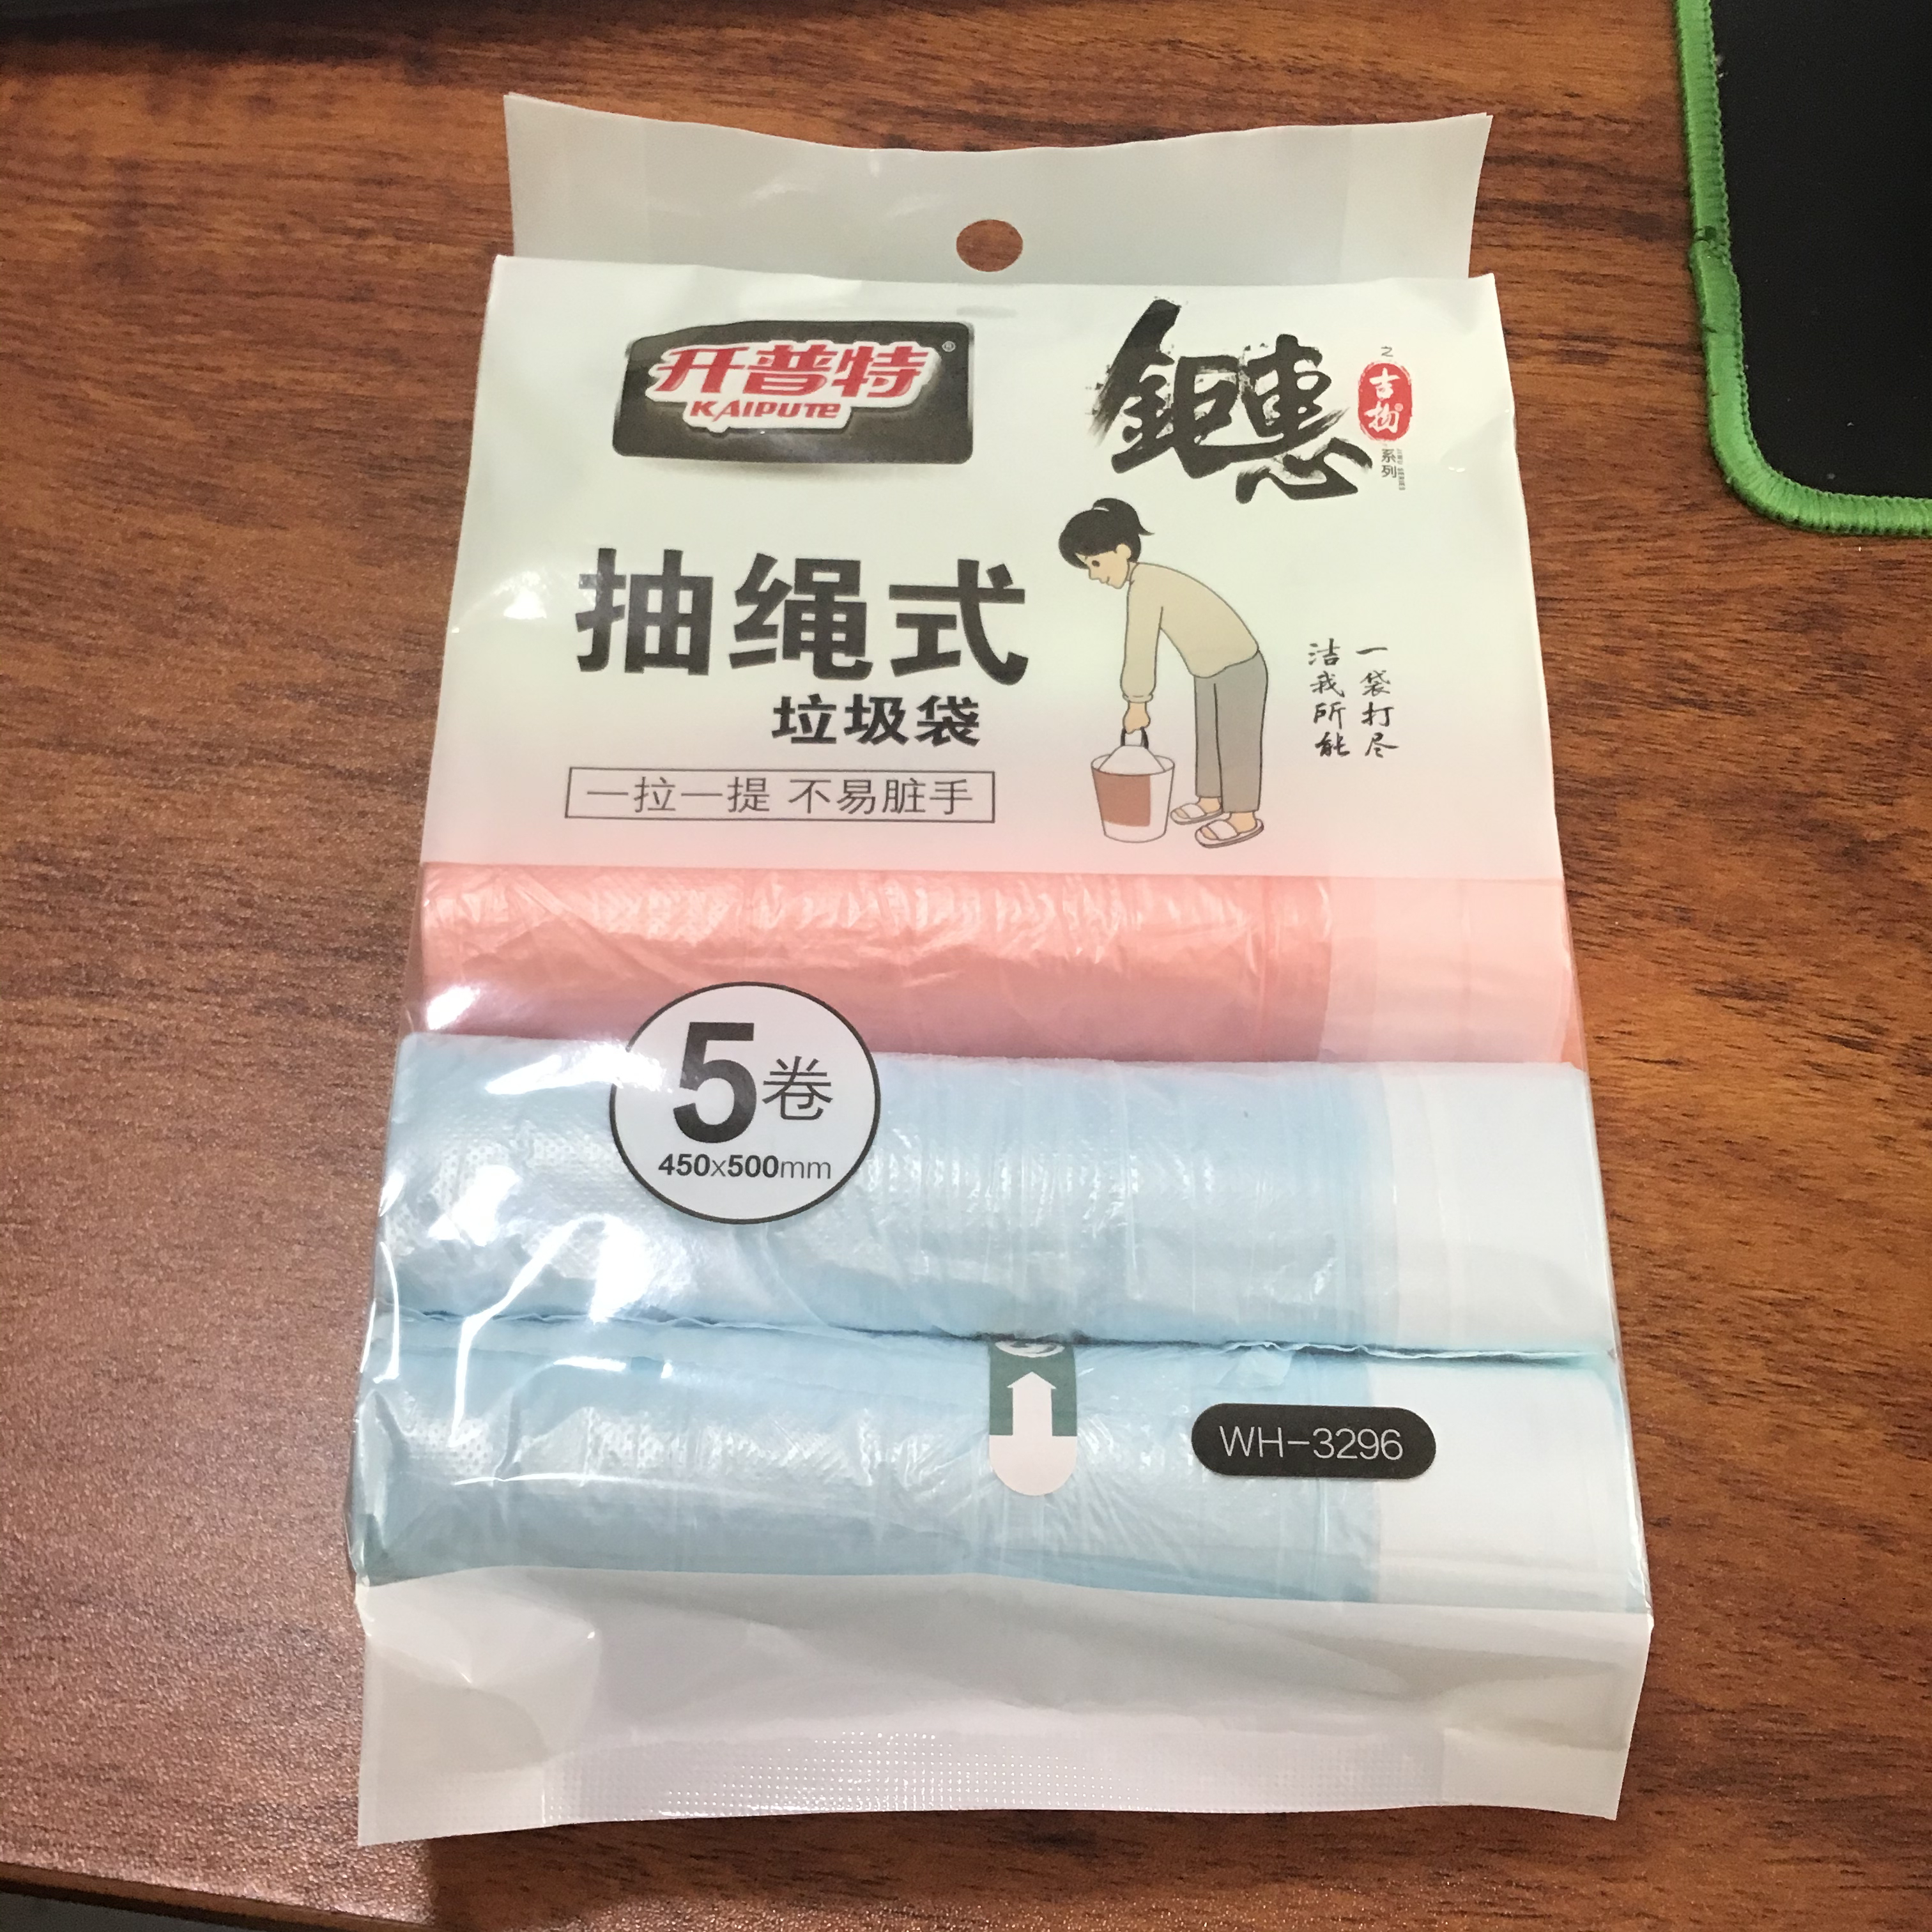 开普特®
KAIPUTE
钜惠
之
吉物
系列
抽绳式
垃圾袋
一拉一提 不易脏手
一袋打尽
洁我所能
5卷
450x500mm
WH-3296